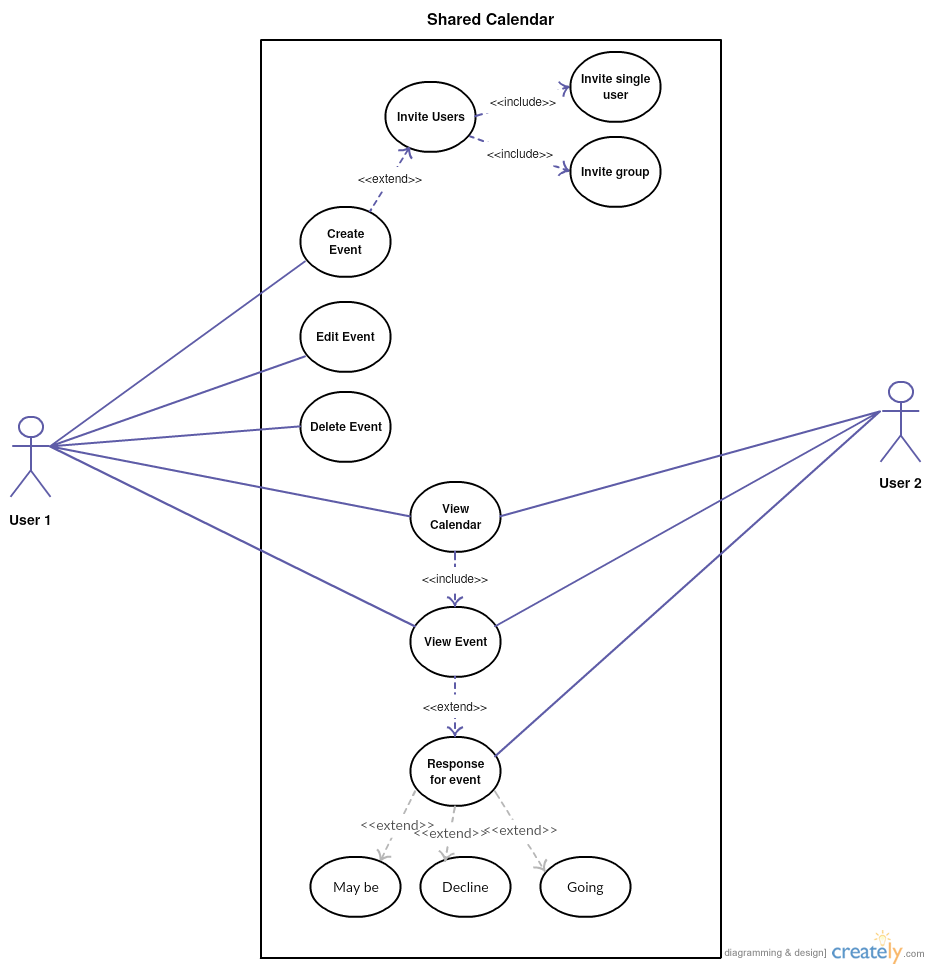 Shared Calendar
Invite single
user
<<include>>
Invite Users
<<include>>
Invite group
<<extend>>
Create
Event
Edit Event
Delete Event
User 1
User 2
View
Calendar
<<include>>
View Event
<<extend>>
Response
for event
<<extend>>
<<extend>>
<<extend>>
May be
Decline
Going
diagramming & design] creately.com